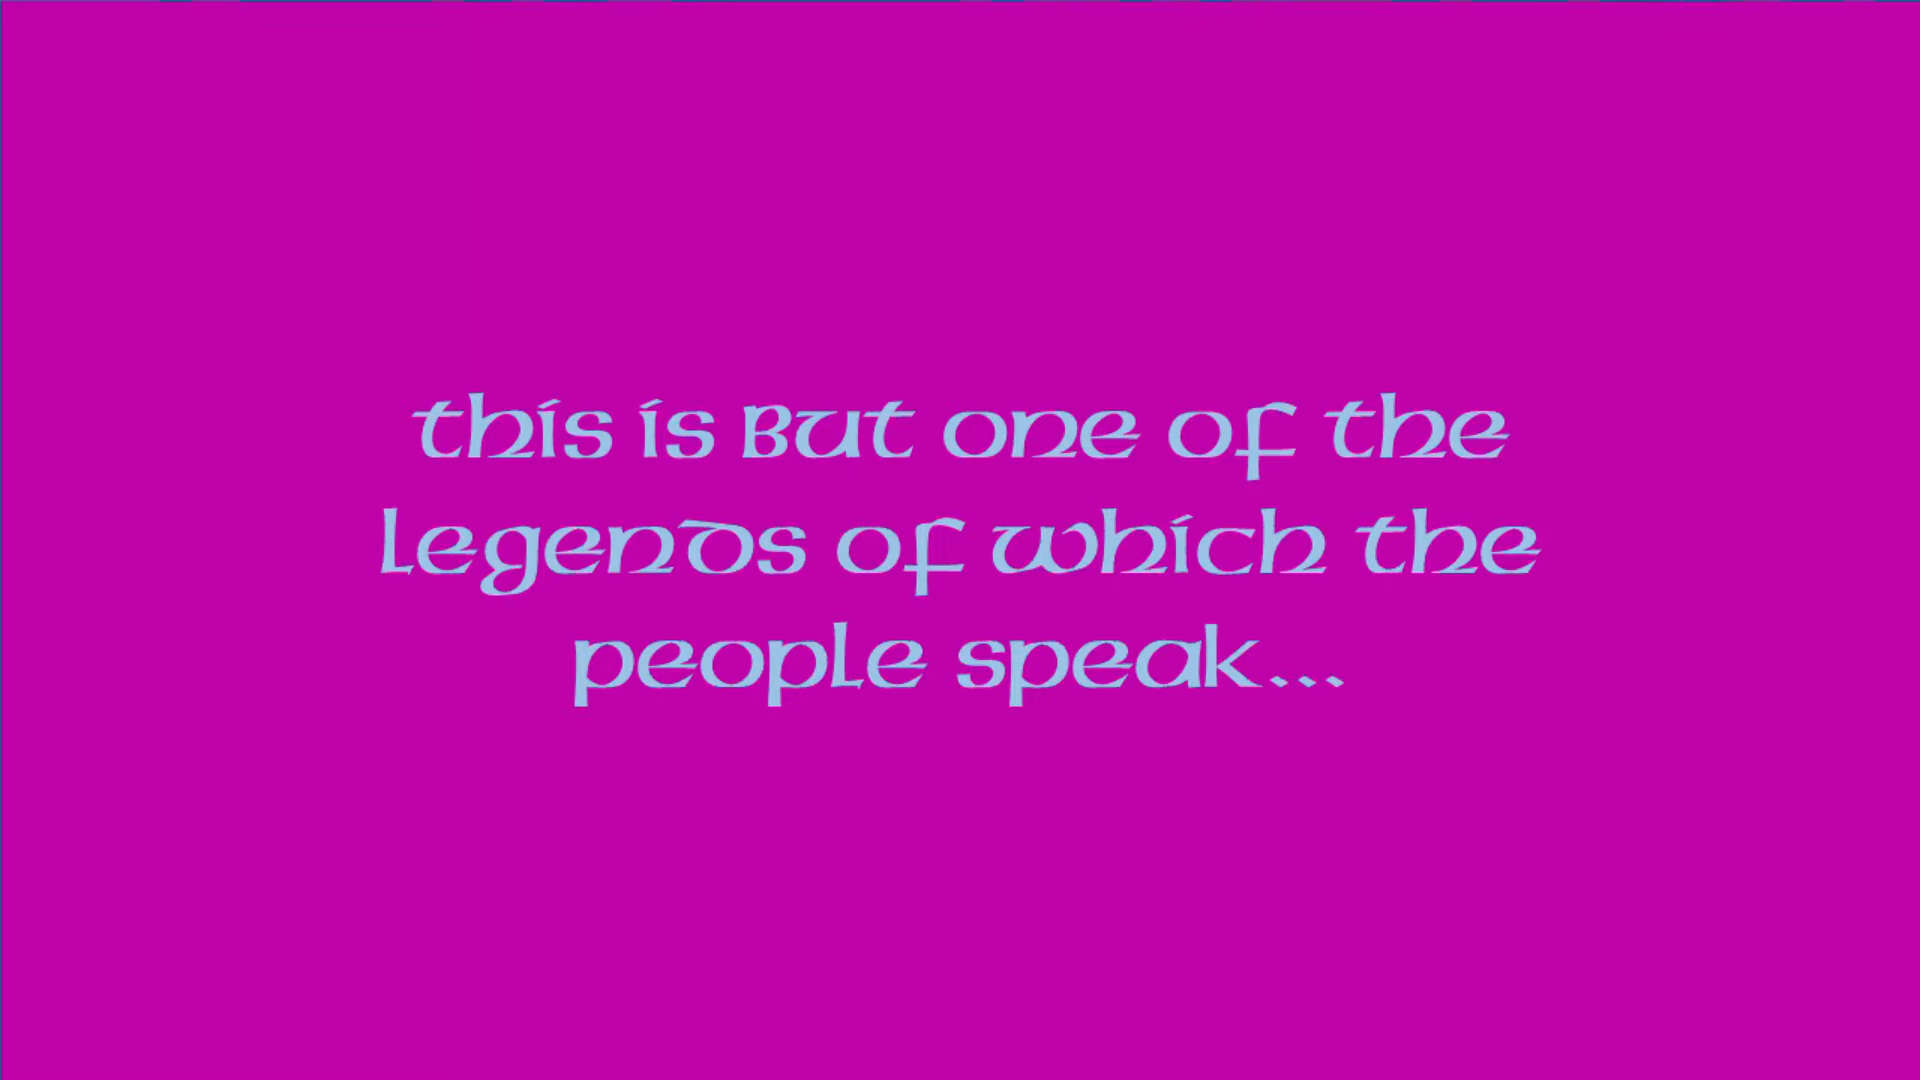 this is but one of the
legends of which the
people speak...